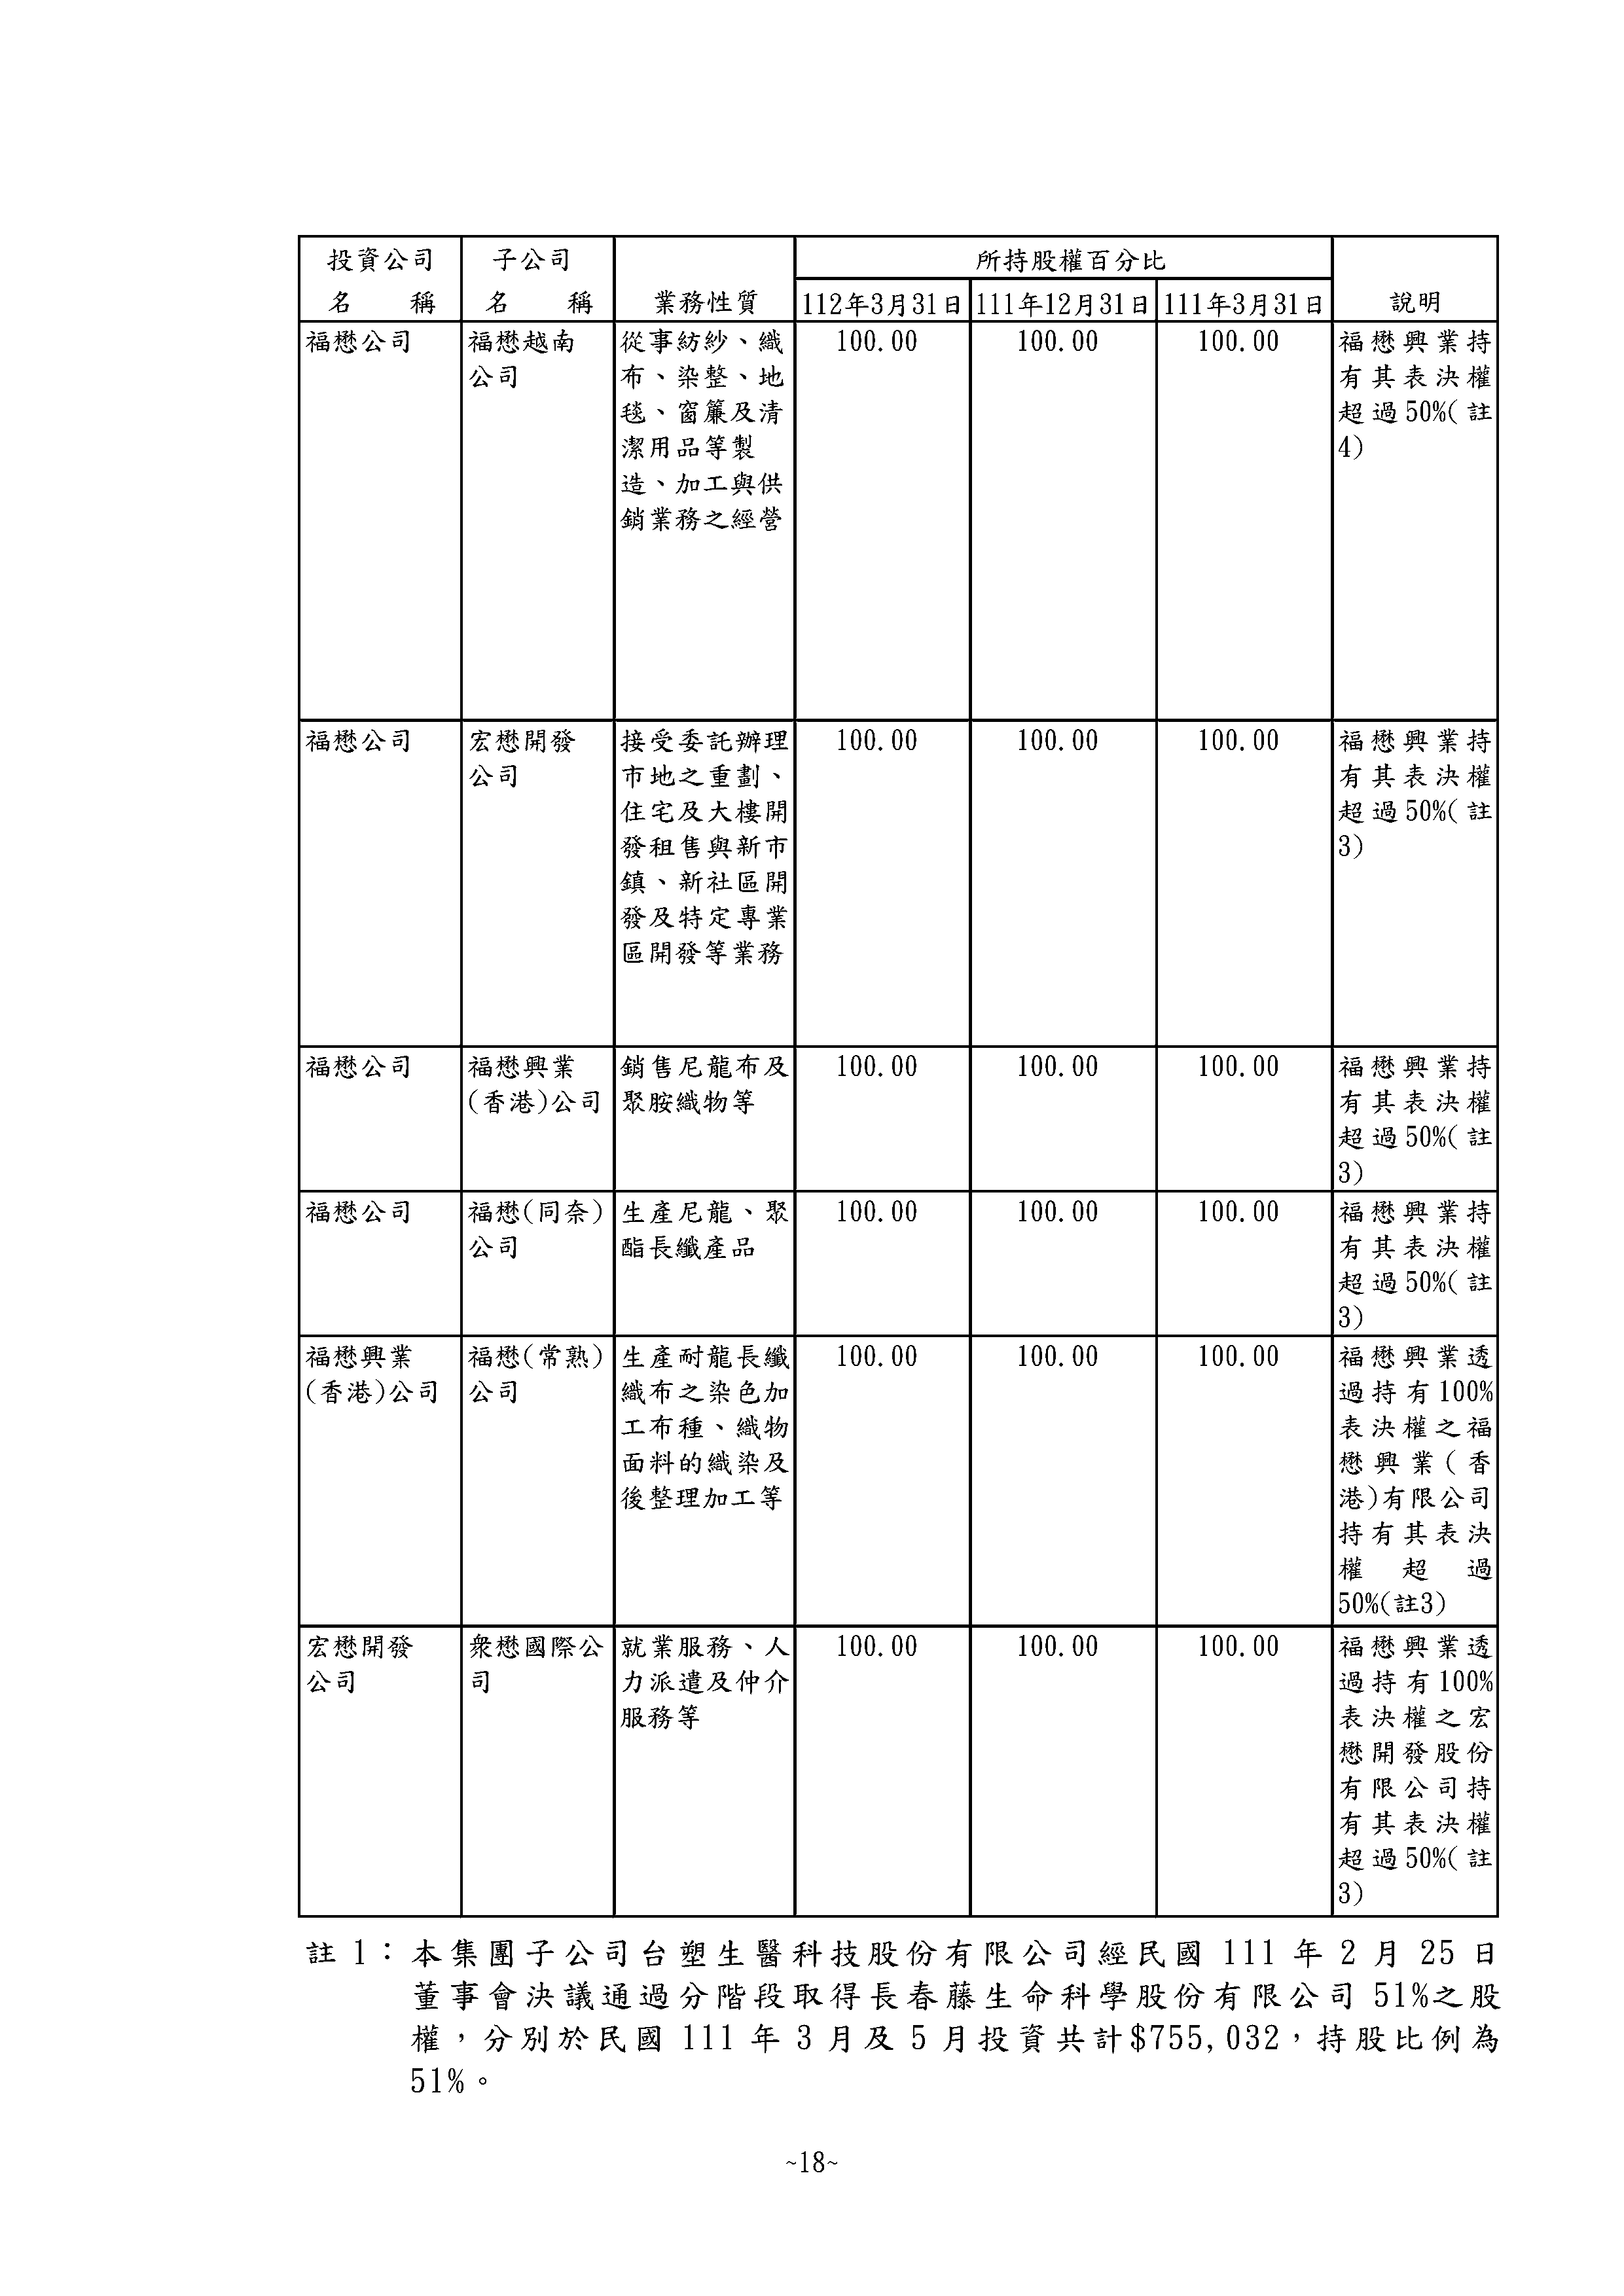 投資公司 子公司 所持股權百分比
名 稱 名 稱 業務性質 112年3月31日 111年12月31日 111年3月31日 說明
福懋公司 福懋越南 從事紡紗、織 100.00 100.00 100.00 福懋興業持
公司 布、染整、地 有其表決權
毯、窗簾及清 超過50%(註
潔用品等製 4)
造、加工與供
銷業務之經營
福懋公司 宏懋開發 接受委託辦理 100.00 100.00 100.00 福懋興業持
公司 市地之重劃、 有其表決權
住宅及大樓開 超過50%(註
發租售與新市 3)
鎮、新社區開
發及特定專業
區開發等業務
福懋公司 福懋興業 銷售尼龍布及 100.00 100.00 100.00 福懋興業持
(香港)公司 聚胺織物等 有其表決權
超過50%(註
3)
福懋公司 福懋(同奈) 生產尼龍、聚 100.00 100.00 100.00 福懋興業持
公司 酯長纖產品 有其表決權
超過50%(註
3)
福懋興業 福懋(常熟) 生產耐龍長纖 100.00 100.00 100.00 福懋興業透
(香港)公司 公司 織布之染色加 過持有100%
工布種、織物 表決權之福
面料的織染及 懋興業(香
後整理加工等 港)有限公司
持有其表決
權超過
50%(註3)
宏懋開發 衆懋國際公 就業服務、人 100.00 100.00 100.00 福懋興業透
公司 司 力派遣及仲介 過持有100%
服務等 表決權之宏
懋開發股份
有限公司持
有其表決權
超過50%(註
3)
註 1：本集團子公司台塑生醫科技股份有限公司經民國 111 年 2 月 25 日
董事會決議通過分階段取得長春藤生命科學股份有限公司 51%之股
權，分別於民國 111 年 3 月及 5 月投資共計$755,032，持股比例為
51%。
~18~